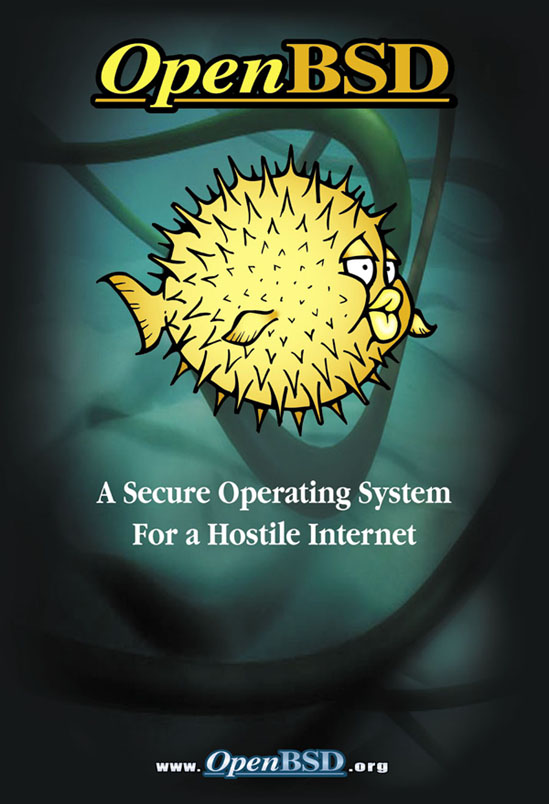 OpenBSD
A Secure Operating System
For a Hostile Internet
www.OpenBSD.org